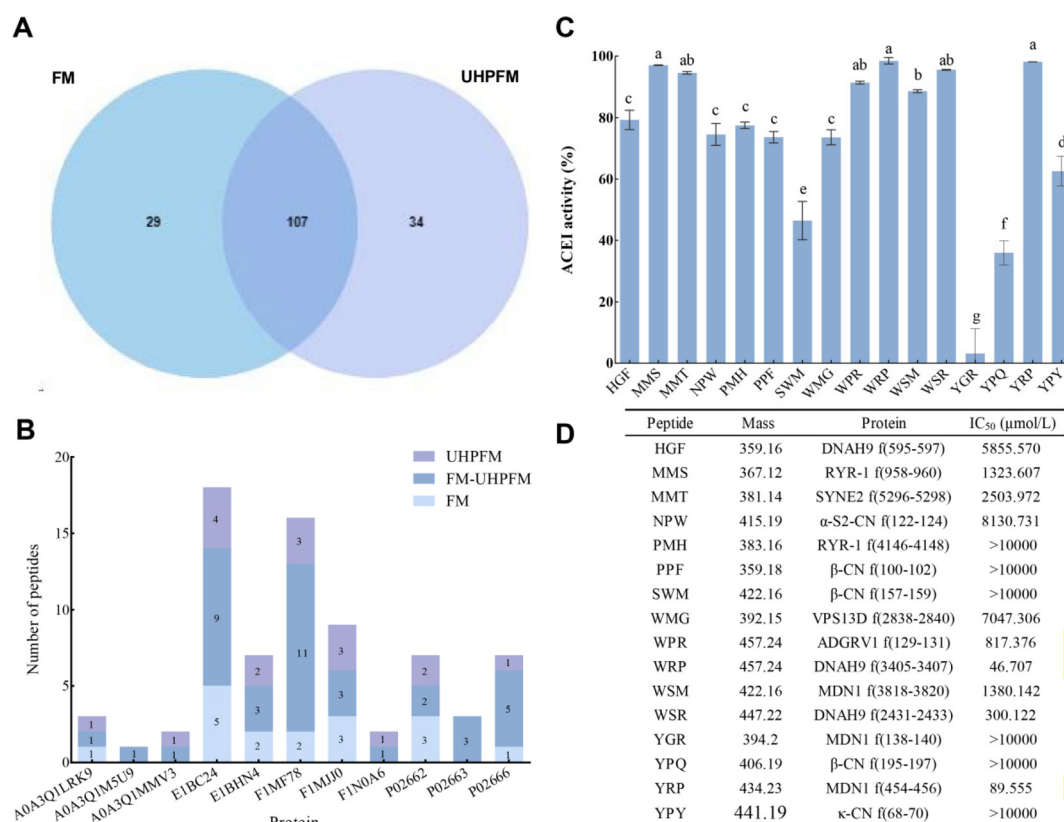 A
FM
UHPFM
29
107
34
B
UHPFM
FM-UHPFM
FM
Number of peptides
20
15
10
5
0
1
1
1
1
1
1
4
9
5
2
3
2
3
11
2
3
3
3
1
1
2
2
3
3
1
5
1
A0A3Q1LRK9
A0A3Q1M5U9
A0A3Q1MMV3
E1BC24
E1BHN4
F1MF78
F1MJJ0
F1N0A6
P02662
P02663
P02666
Protein
C
ACEI activity (%)
100
80
60
40
20
0
c
a
ab
c
c
c
e
c
ab
a
b
ab
g
f
a
d
HGF
MMS
MMT
NPW
PMH
PPF
SWM
WMG
WPR
WRP
WSM
WSR
YGR
YPQ
YRP
YPY
D
Peptide Mass Protein IC₅₀ (μmol/L)
HGF 359.16 DNAH9 f(595-597) 5855.570
MMS 367.12 RYR-1 f(958-960) 1323.607
MMT 381.14 SYNE2 f(5296-5298) 2503.972
NPW 415.19 α-S2-CN f(122-124) 8130.731
PMH 383.16 RYR-1 f(4146-4148) >10000
PPF 359.18 β-CN f(100-102) >10000
SWM 422.16 β-CN f(157-159) >10000
WMG 392.15 VPS13D f(2838-2840) 7047.306
WPR 457.24 ADGRV1 f(129-131) 817.376
WRP 457.24 DNAH9 f(3405-3407) 46.707
WSM 422.16 MDN1 f(3818-3820) 1380.142
WSR 447.22 DNAH9 f(2431-2433) 300.122
YGR 394.2 MDN1 f(138-140) >10000
YPQ 406.19 β-CN f(195-197) >10000
YRP 434.23 MDN1 f(454-456) 89.555
YPY 441.19 κ-CN f(68-70) >10000